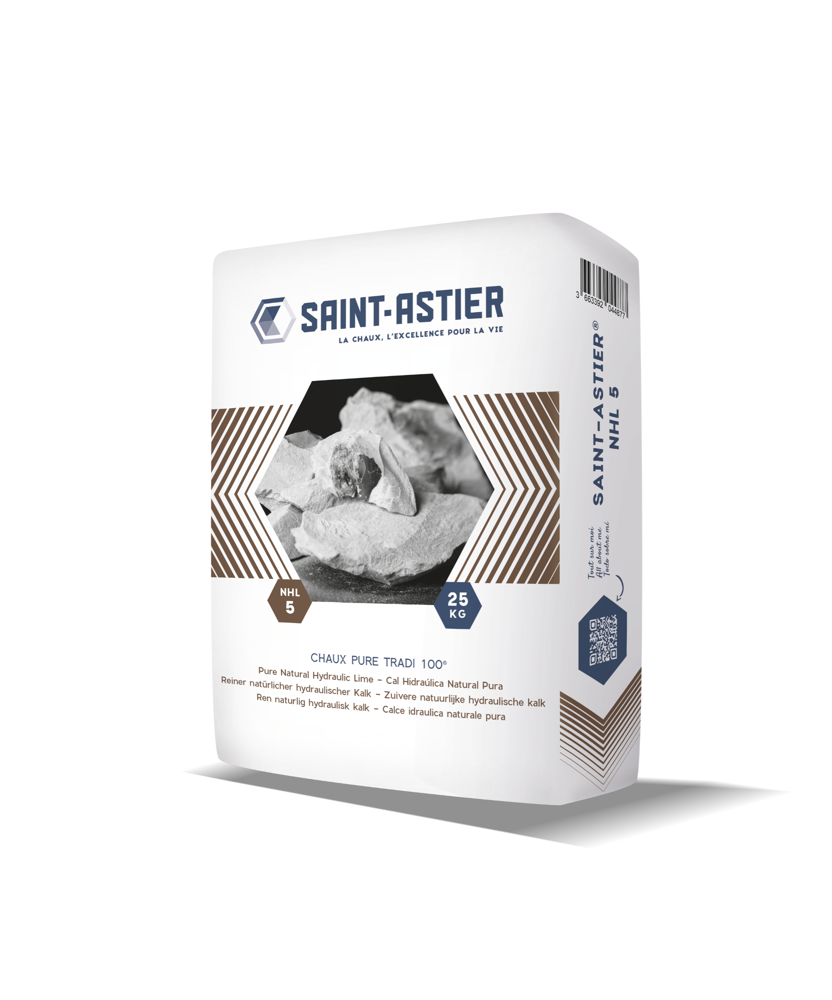 SAINT-ASTIER
LA CHAUX, L'EXCELLENCE POUR LA VIE
NHL
5
25
KG
CHAUX PURE TRADI 100®
Pure Natural Hydraulic Lime – Cal Hidraúlica Natural Pura
Reiner natürlicher hydraulischer Kalk – Zuivere natuurlijke hydraulische kalk
Ren naturlig hydraulisk kalk – Calce idraulica naturale pura
3 663392 044877
SAINT-ASTIER®
NHL 5
Tout sur moi
All about me
Todo sobre mí